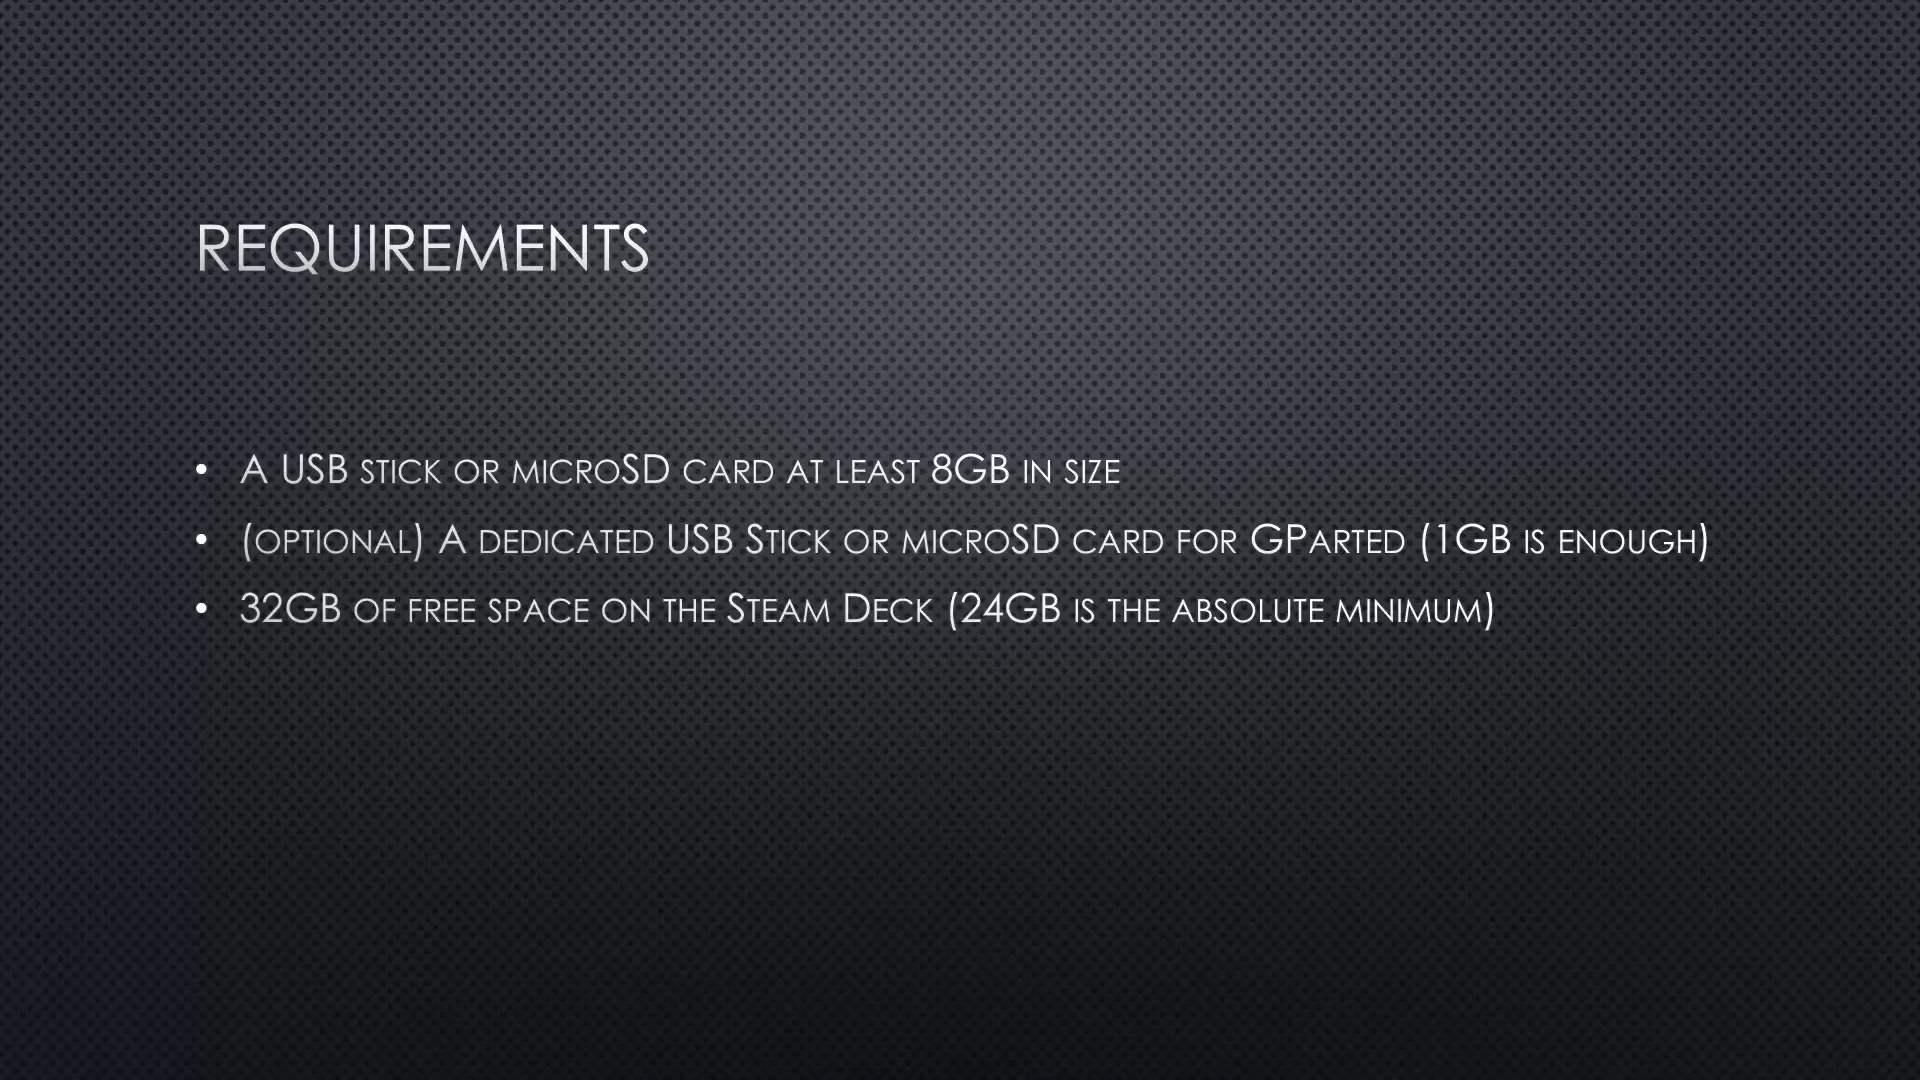 REQUIREMENTS
• A USB stick or microSD card at least 8GB in size
• (optional) A dedicated USB Stick or microSD card for GParted (1GB is enough)
• 32GB of free space on the Steam Deck (24GB is the absolute minimum)